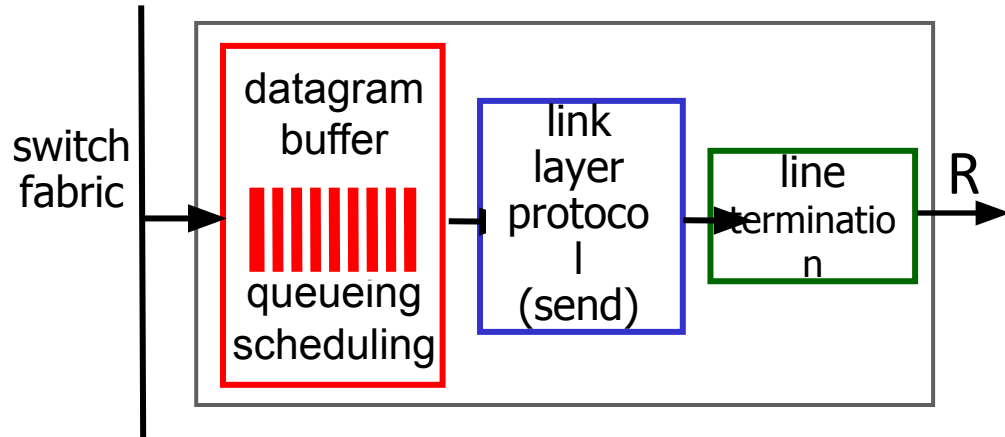 switch
fabric
datagram
buffer
queueing
scheduling
link
layer
protoco
l
(send)
line
terminatio
n
R